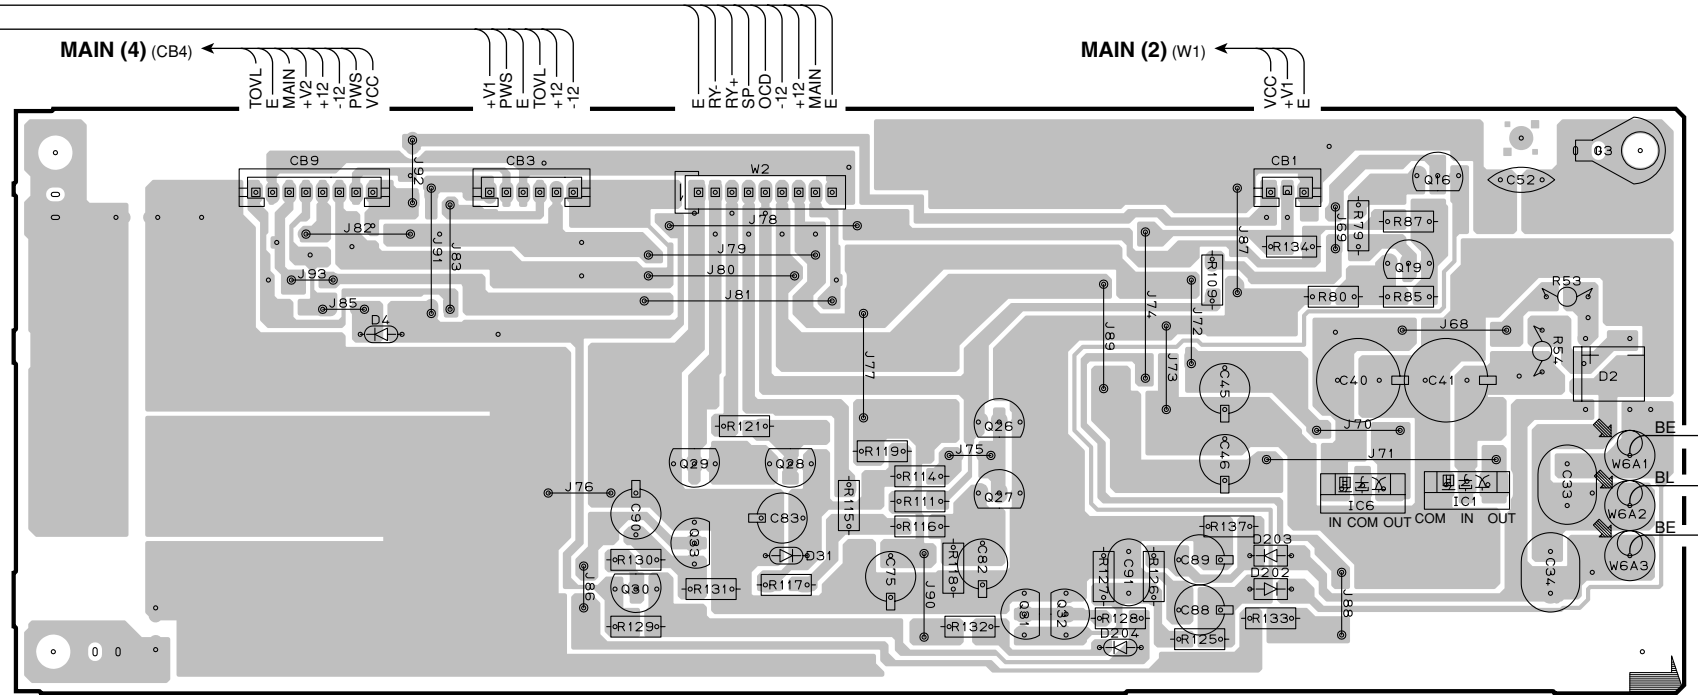 MAIN (4) (CB4)
MAIN (2) (W1)
TOVL
E
MAIN
+V2
+12
-12
PWS
VCC
+V1
PWS
E
TOVL
+12
-12
E
RY-
RY+
SP
OCD
-12
+12
MAIN
E
VCC
+V1
E
CB9
J92
CB3
W2
CB1
Q16
C52
G3
J82
J91
J83
J78
J87
R134
J69
R79
R87
J79
J93
J80
R109
Q19
J85
J81
R80
R85
R53
D4
J77
J89
J74
J73
J72
J68
R54
C45
C40
C41
D2
R121
Q26
J70
BE
Q29
Q28
R119
J75
C46
J71
W6A1
R114
BL
J76
R115
R111
Q27
IC6
IC1
C33
W6A2
C90
C83
R116
IN COM OUT
COM IN OUT
Q33
R137
BE
D31
D203
R130
C75
R118
C82
R127
C91
R126
C89
W6A3
J86
R131
R117
D202
C34
Q30
J90
C88
J88
R129
R132
Q31
Q32
R128
R133
D204
R125